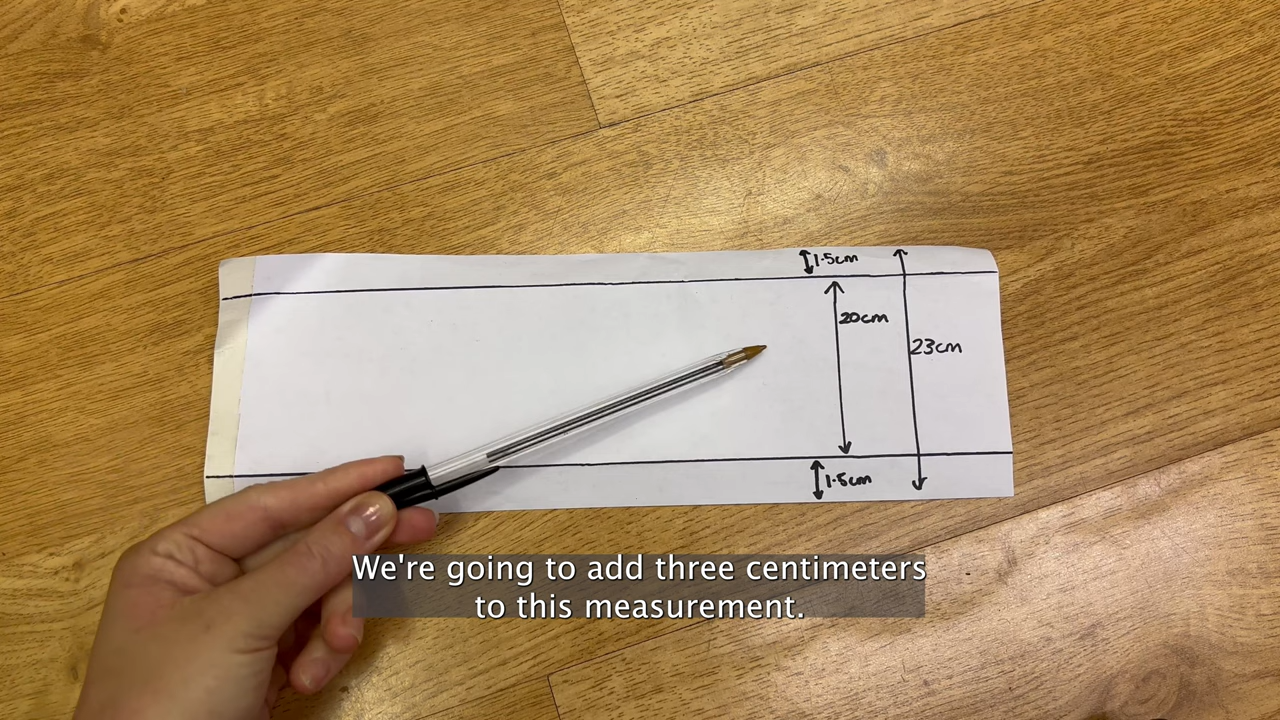 1.5cm
20cm
23cm
1.5cm
We're going to add three centimeters
to this measurement.